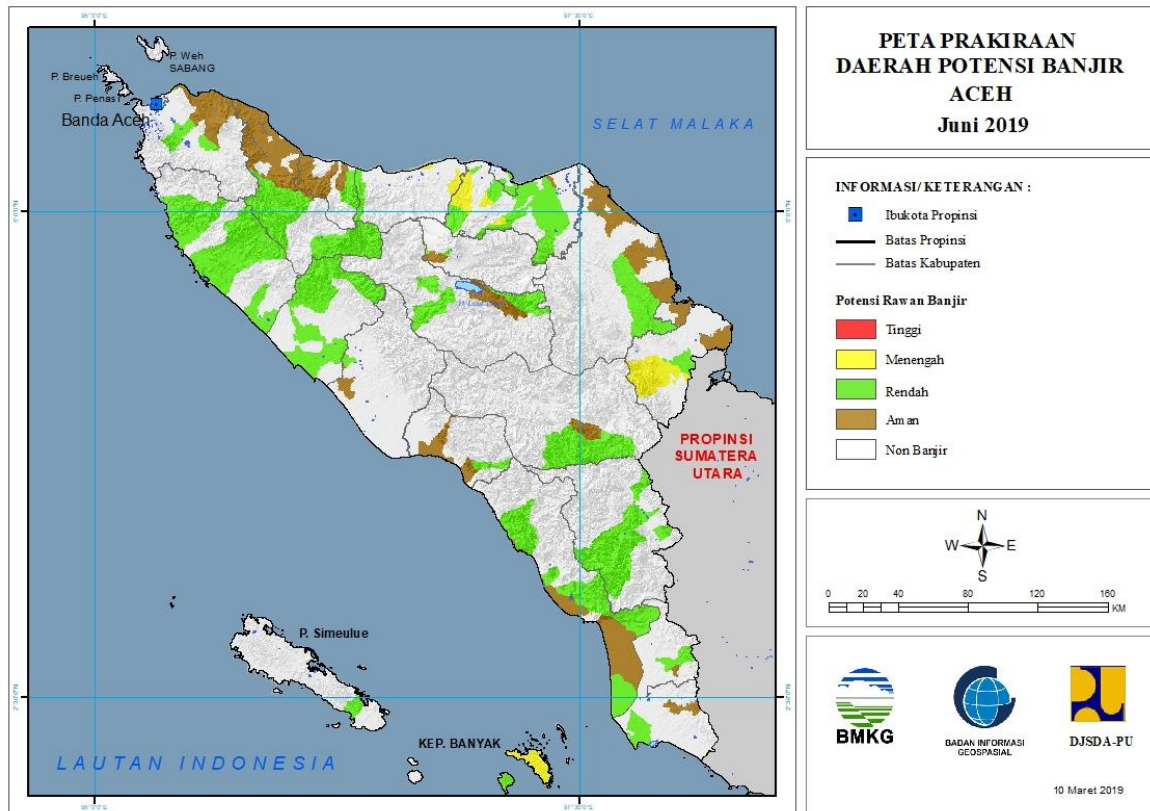 P. Weh
SABANG
P. Breueh
P. Penasi
Banda Aceh
SELAT MALAKA
PROPINSI
SUMATERA
UTARA
P. Simeulue
KEP. BANYAK
LAUTAN INDONESIA
PETA PRAKIRAAN
DAERAH POTENSI BANJIR
ACEH
Juni 2019
INFORMASI/ KETERANGAN :
Ibukota Propinsi
Batas Propinsi
Batas Kabupaten
Potensi Rawan Banjir
Tinggi
Menengah
Rendah
Aman
Non Banjir
N
W E
S
0 20 40 80 120 160
KM
BMKG
BADAN INFORMASI
GEOSPASIAL
DJSDA-PU
10 Maret 2019